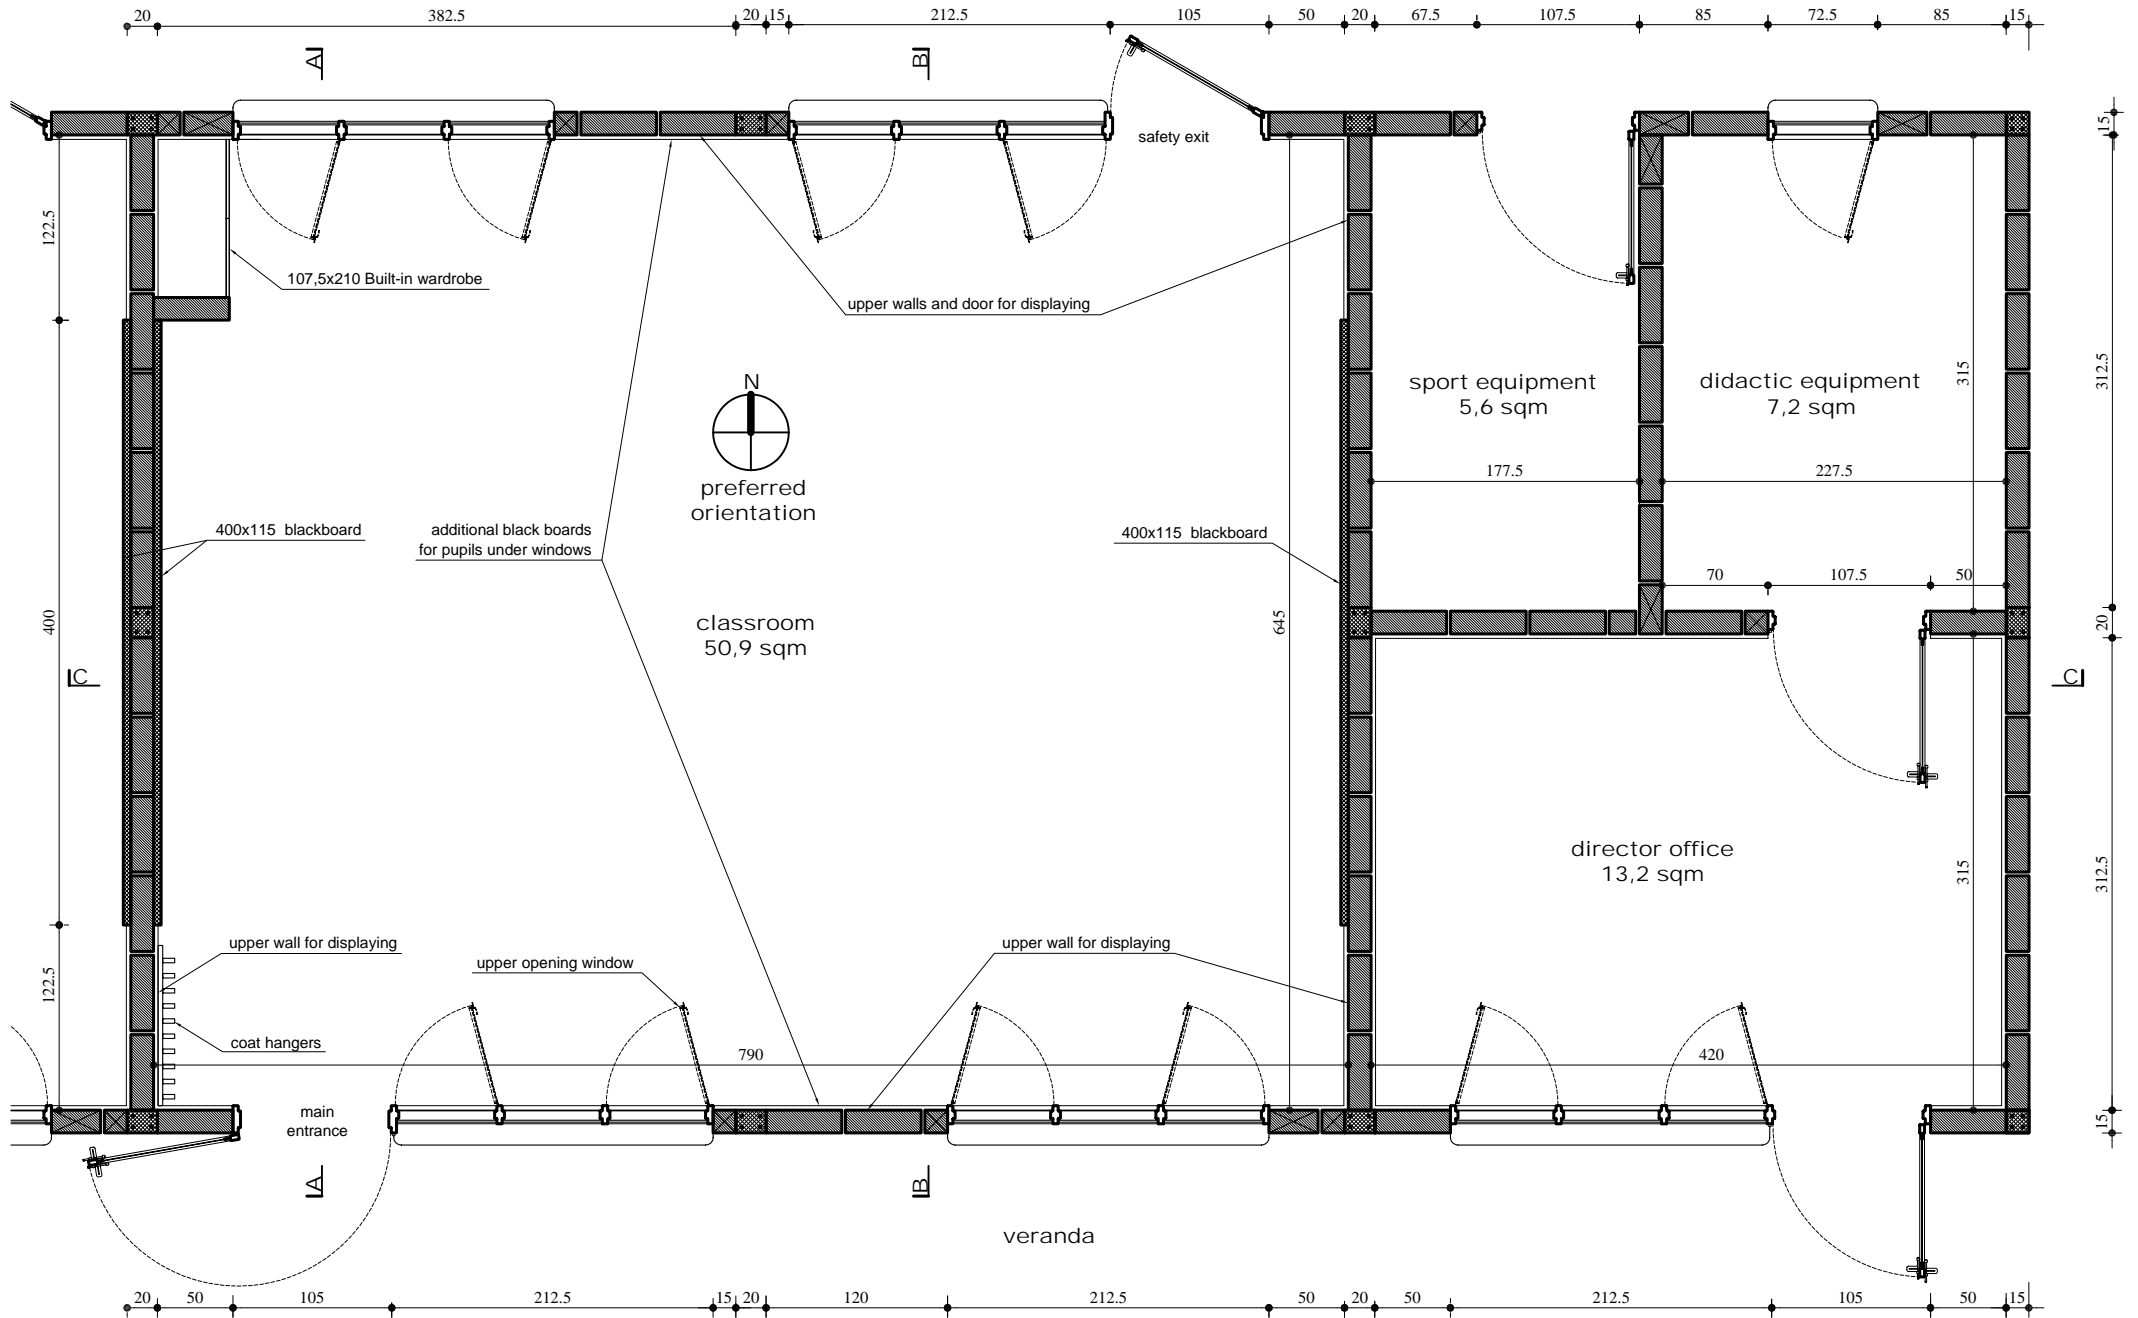 20 382.5 20 15 212.5 105 50 20 67.5 107.5 85 72.5 85 15
A B
safety exit
15
122.5
107,5x210 Built-in wardrobe
upper walls and door for displaying
N
preferred
orientation
sport equipment
5,6 sqm
didactic equipment
7,2 sqm
315
312.5
177.5 227.5
400x115 blackboard
additional black boards
for pupils under windows
400x115 blackboard
70 107.5 50
400
classroom
50,9 sqm
645
20
C C
director office
13,2 sqm
315
312.5
122.5
upper wall for displaying
upper opening window
upper wall for displaying
coat hangers
790 420
main
entrance
15
A B
veranda
20 50 105 212.5 15 20 120 212.5 50 20 50 212.5 105 50 15